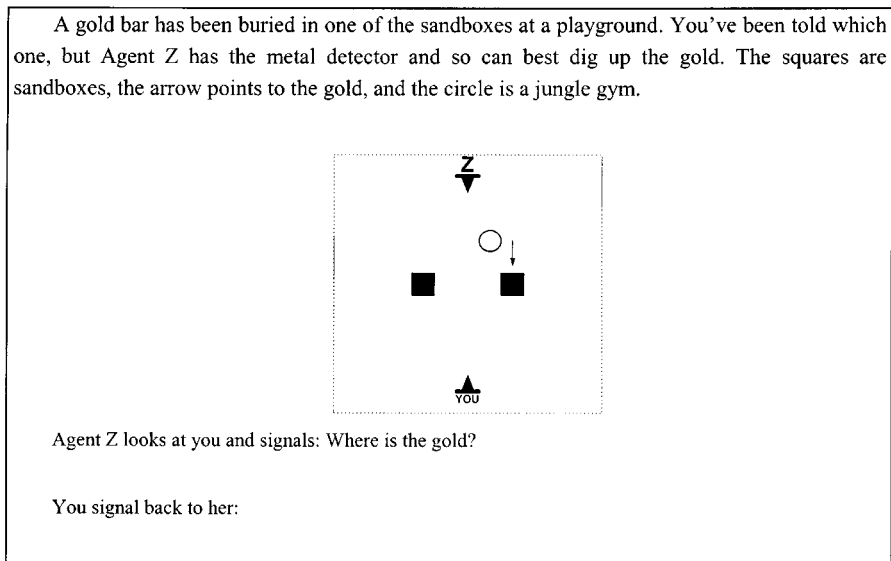 A gold bar has been buried in one of the sandboxes at a playground. You've been told which
one, but Agent Z has the metal detector and so can best dig up the gold. The squares are
sandboxes, the arrow points to the gold, and the circle is a jungle gym.
Z
YOU
Agent Z looks at you and signals: Where is the gold?
You signal back to her: